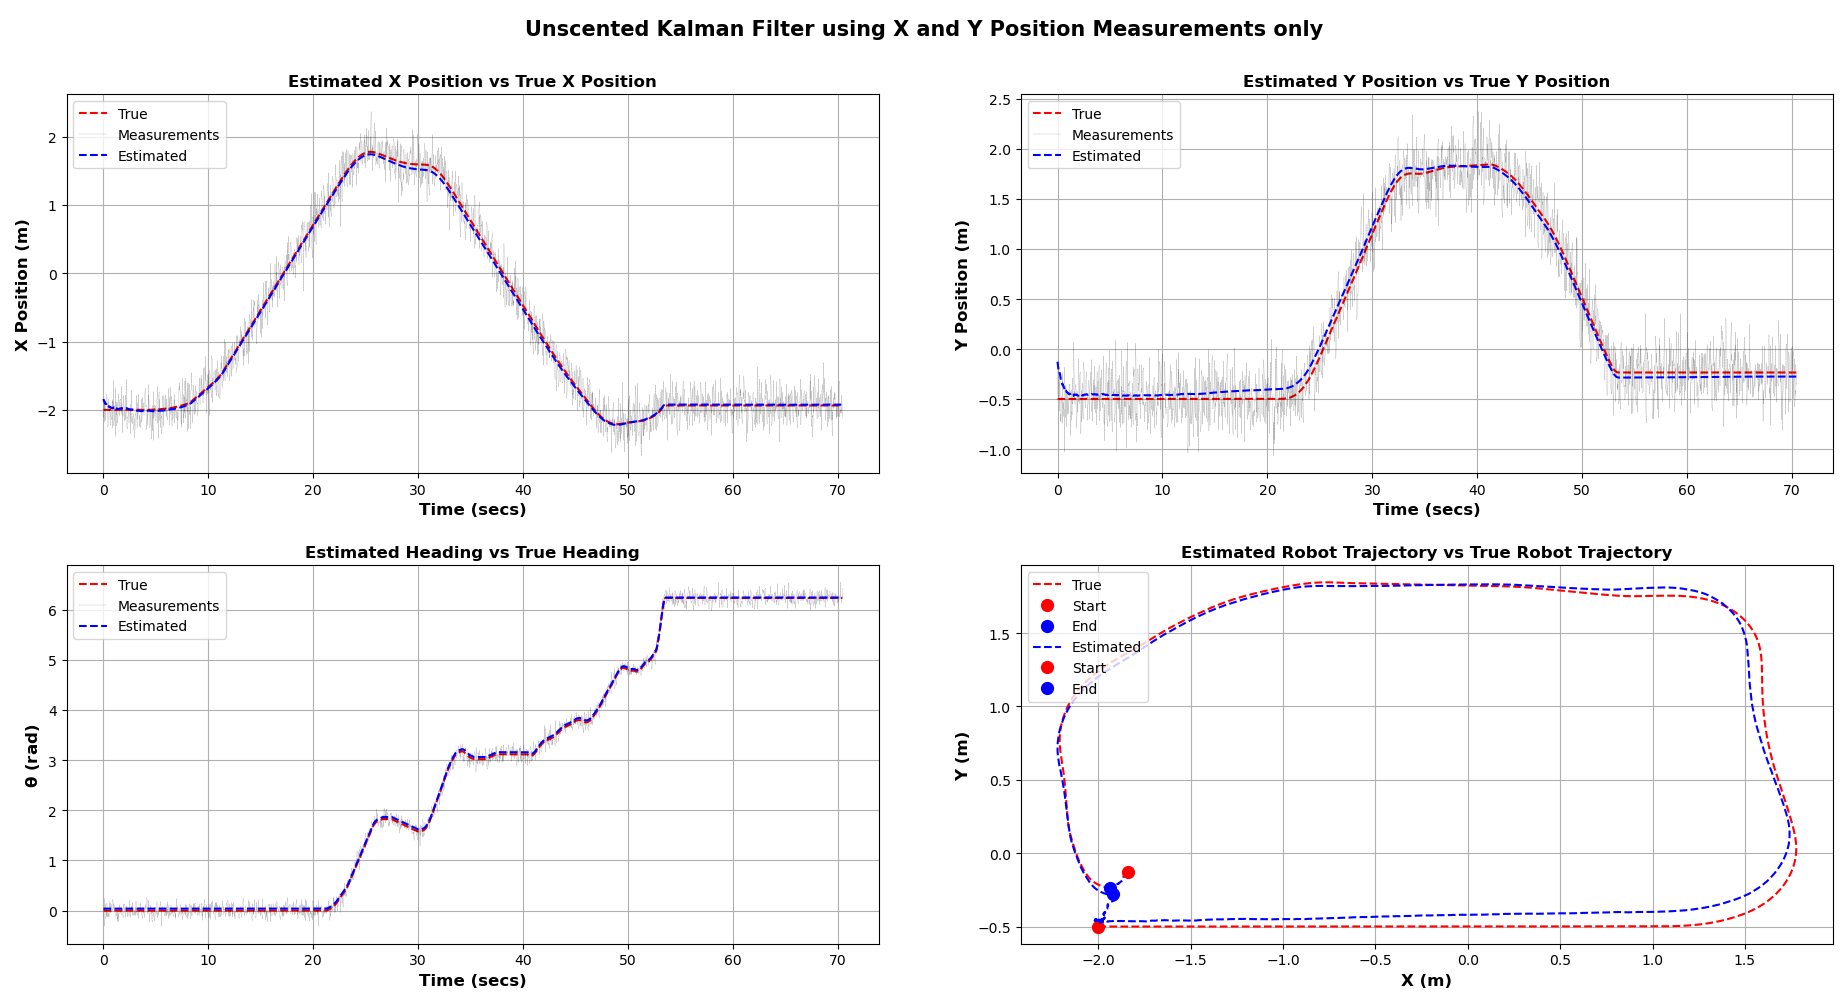 Unscented Kalman Filter using X and Y Position Measurements only
Estimated X Position vs True X Position
True
Measurements
Estimated
X Position (m)
2
1
0
−1
−2
0 10 20 30 40 50 60 70
Time (secs)
Estimated Y Position vs True Y Position
True
Measurements
Estimated
Y Position (m)
2.5
2.0
1.5
1.0
0.5
0.0
−0.5
−1.0
0 10 20 30 40 50 60 70
Time (secs)
Estimated Heading vs True Heading
True
Measurements
Estimated
θ (rad)
6
5
4
3
2
1
0
0 10 20 30 40 50 60 70
Time (secs)
Estimated Robot Trajectory vs True Robot Trajectory
True
Start
End
Estimated
Start
End
Y (m)
1.5
1.0
0.5
0.0
−0.5
−2.0 −1.5 −1.0 −0.5 0.0 0.5 1.0 1.5
X (m)